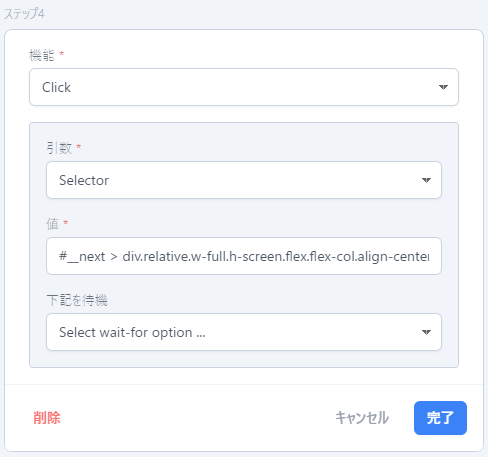 ステップ4
機能 *
Click
引数 *
Selector
値 *
#__next > div.relative.w-full.h-screen.flex.flex-col.align-center
下記を待機
Select wait-for option ...
削除
キャンセル
完了